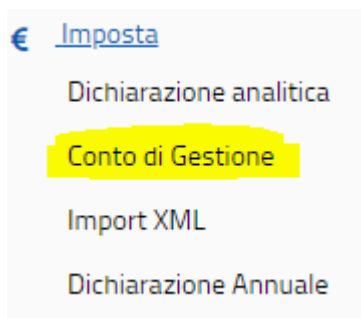 € Imposta
Dichiarazione analitica
Conto di Gestione
Import XML
Dichiarazione Annuale